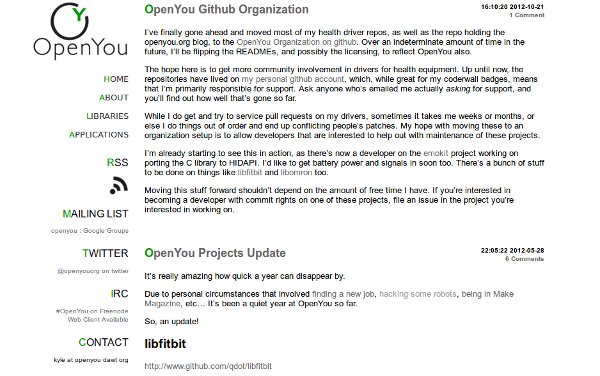 OpenYou
HOME
ABOUT
LIBRARIES
APPLICATIONS
RSS
MAILING LIST
openyou : Google Groups
TWITTER
@openyouorg on twitter
IRC
#OpenYou on Freenode
Web Client Available
CONTACT
kyle at openyou dawt org
OpenYou Github Organization
16:10:20 2012-10-21
1 Comment
I've finally gone ahead and moved most of my health driver repos, as well as the repo holding the
openyou.org blog, to the OpenYou Organization on github. Over an indeterminate amount of time in the
future, I'll be flipping the READMEs, and possibly the licensing, to reflect OpenYou also.
The hope here is to get more community involvement in drivers for health equipment. Up until now, the
repositories have lived on my personal github account, which, while great for my coderwall badges, means
that I'm primarily responsible for support. Ask anyone who's emailed me actually asking for support, and
you'll find out how well that's gone so far.
While I do get and try to service pull requests on my drivers, sometimes it takes me weeks or months, or
else I do things out of order and end up conflicting people's patches. My hope with moving these to an
organization setup is to allow developers that are interested to help out with maintenance of these projects.
I'm already starting to see this in action, as there's now a developer on the emokit project working on
porting the C library to HIDAPI. I'd like to get battery power and signals in soon too. There's a bunch of stuff
to be done on things like libfitbit and libomron too.
Moving this stuff forward shouldn't depend on the amount of free time I have. If you're interested in
becoming a developer with commit rights on one of these projects, file an issue in the project you're
interested in working on.
OpenYou Projects Update
22:05:22 2012-05-28
6 Comments
It's really amazing how quick a year can disappear by.
Due to personal circumstances that involved finding a new job, hacking some robots, being in Make
Magazine, etc... It's been a quiet year at OpenYou so far.
So, an update!
libfitbit
http://www.github.com/qdot/libfitbit